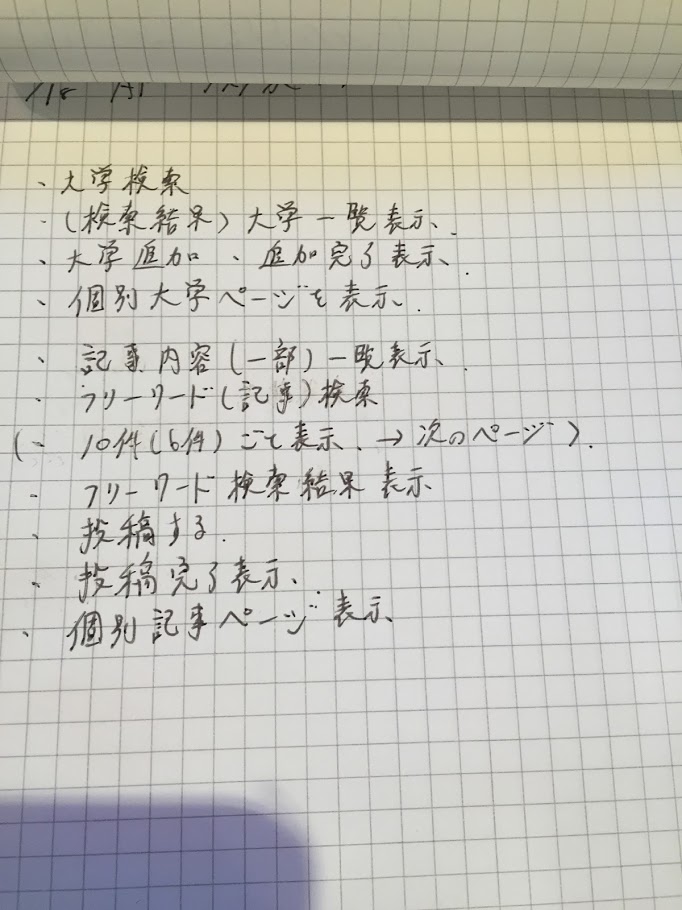 ・大学検索
・(検索結果)大学一覧表示.
・大学追加、追加完了表示.
・個別大学ページを表示.
・記事内容(一部)一覧表示.
・フリーワード(記事)検索
(・10件(6件)ごと表示.→次のページ).
・フリーワード検索結果表示
・投稿する.
・投稿完了表示
・個別記事ページ表示